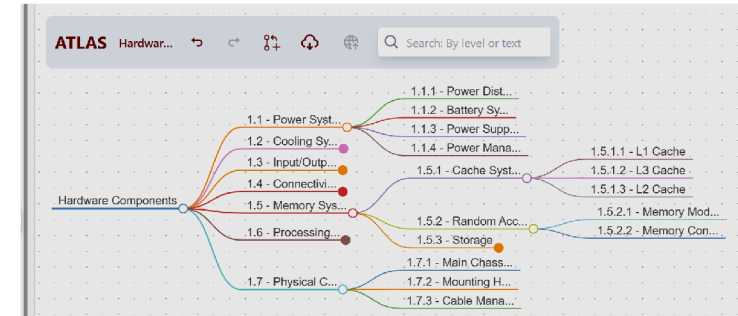 ATLAS Hardwar... Search: By level or text
Hardware Components
1.1 - Power Syst...
1.1.1 - Power Dist...
1.1.2 - Battery Sy...
1.1.3 - Power Supp...
1.1.4 - Power Mana...
1.2 - Cooling Sy...
1.3 - Input/Outp...
1.4 - Connectivi...
1.5 - Memory Sys...
1.5.1 - Cache Syst...
1.5.1.1 - L1 Cache
1.5.1.2 - L3 Cache
1.5.1.3 - L2 Cache
1.5.2 - Random Acc...
1.5.2.1 - Memory Mod...
1.5.2.2 - Memory Con...
1.5.3 - Storage
1.6 - Processing...
1.7 - Physical C...
1.7.1 - Main Chass...
1.7.2 - Mounting H...
1.7.3 - Cable Mana...